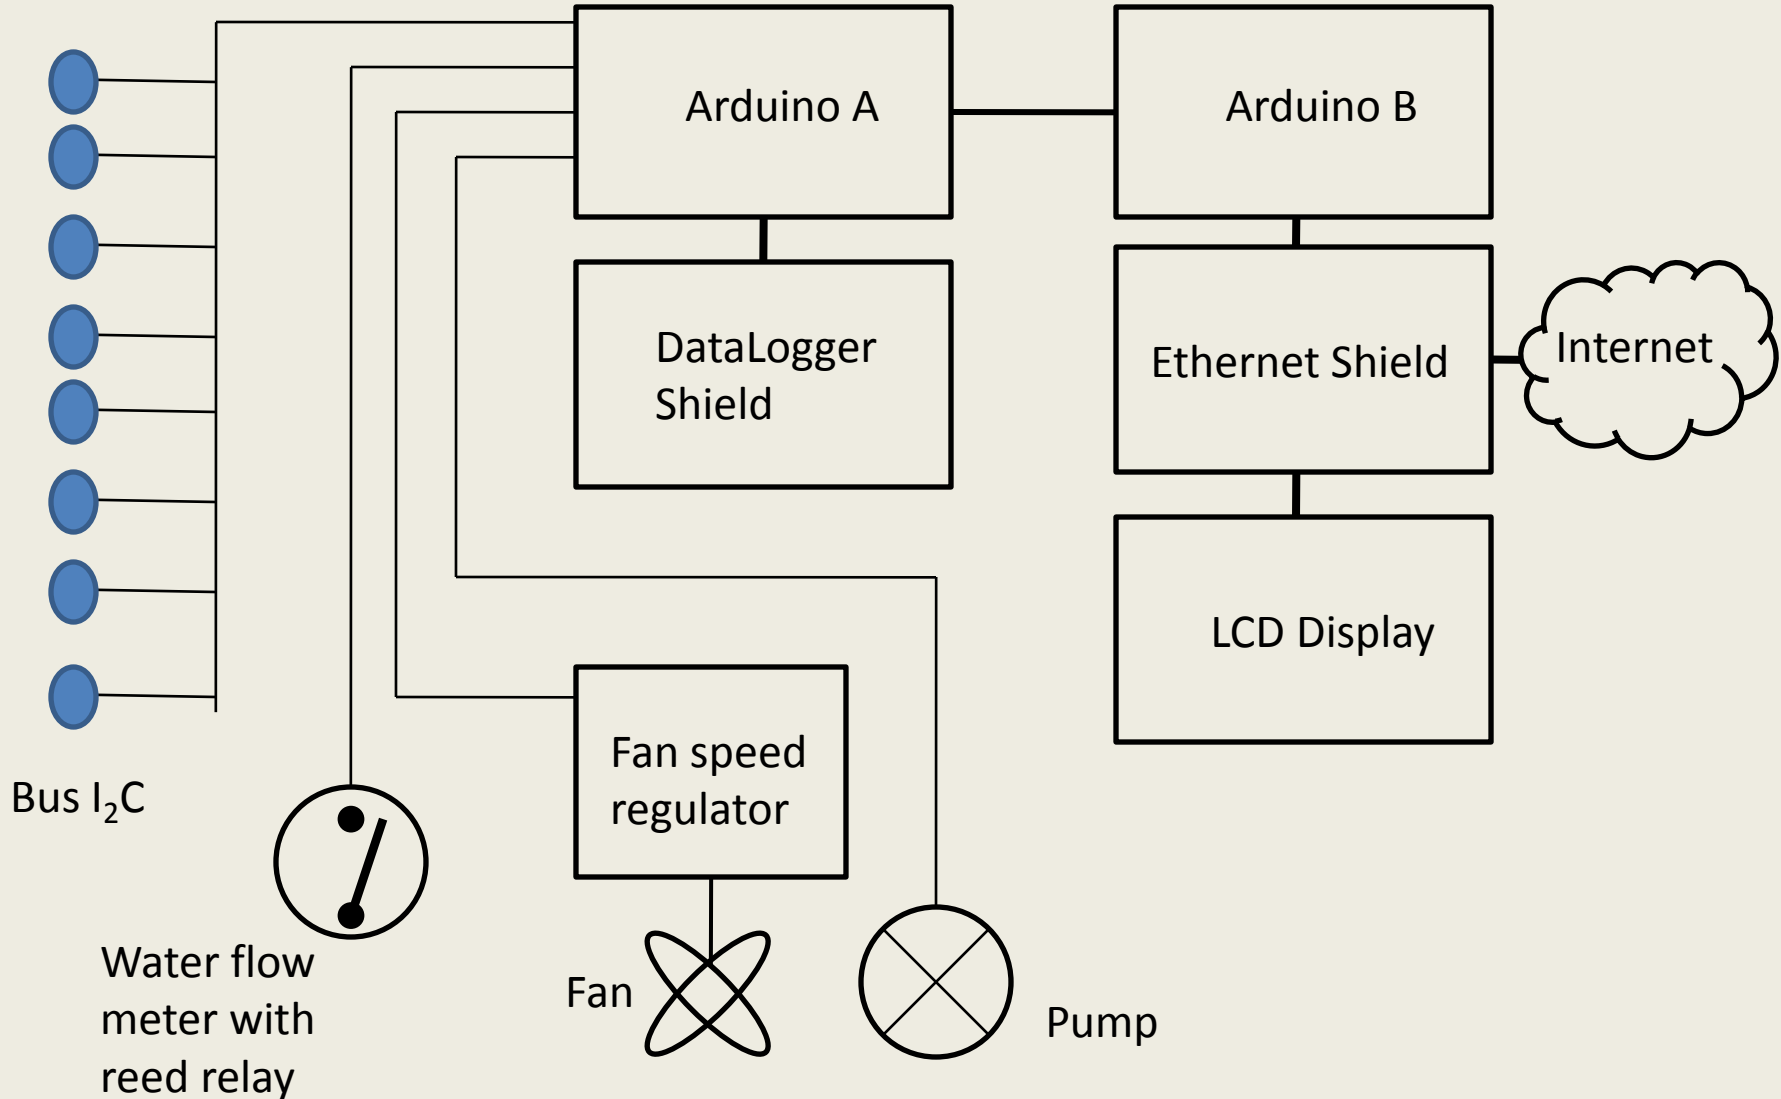 Arduino A
Arduino B
DataLogger
Shield
Ethernet Shield
Internet
LCD Display
Fan speed
regulator
Bus I₂C
Water flow
meter with
reed relay
Fan
Pump